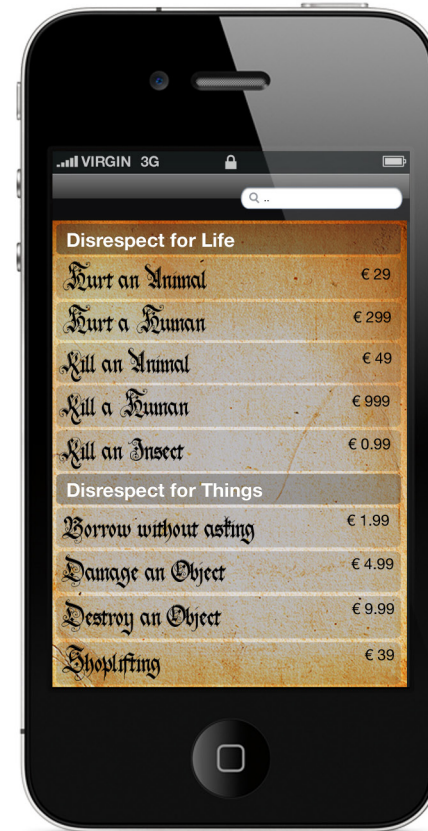 VIRGIN 3G
..
Disrespect for Life
Hurt an Animal € 29
Hurt a Human € 299
Kill an Animal € 49
Kill a Human € 999
Kill an Insect € 0.99
Disrespect for Things
Borrow without asking € 1.99
Damage an Object € 4.99
Destroy an Object € 9.99
Shoplifting € 39